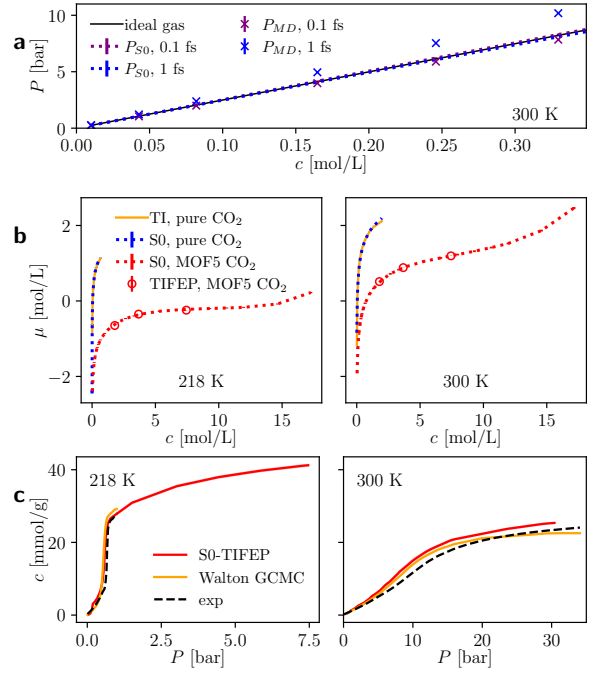 a
ideal gas
P_S0, 0.1 fs
P_S0, 1 fs
P_MD, 0.1 fs
P_MD, 1 fs
300 K
P [bar]
10
5
0
0.00 0.05 0.10 0.15 0.20 0.25 0.30
c [mol/L]
b
TI, pure CO₂
S0, pure CO₂
S0, MOF5 CO₂
TIFEP, MOF5 CO₂
218 K
300 K
μ [mol/L]
2
0
−2
0 5 10 15
0 5 10 15
c [mol/L]
c [mol/L]
c
218 K
300 K
S0-TIFEP
Walton GCMC
exp
c [mmol/g]
40
20
0
0.0 2.5 5.0 7.5
0 10 20 30
P [bar]
P [bar]